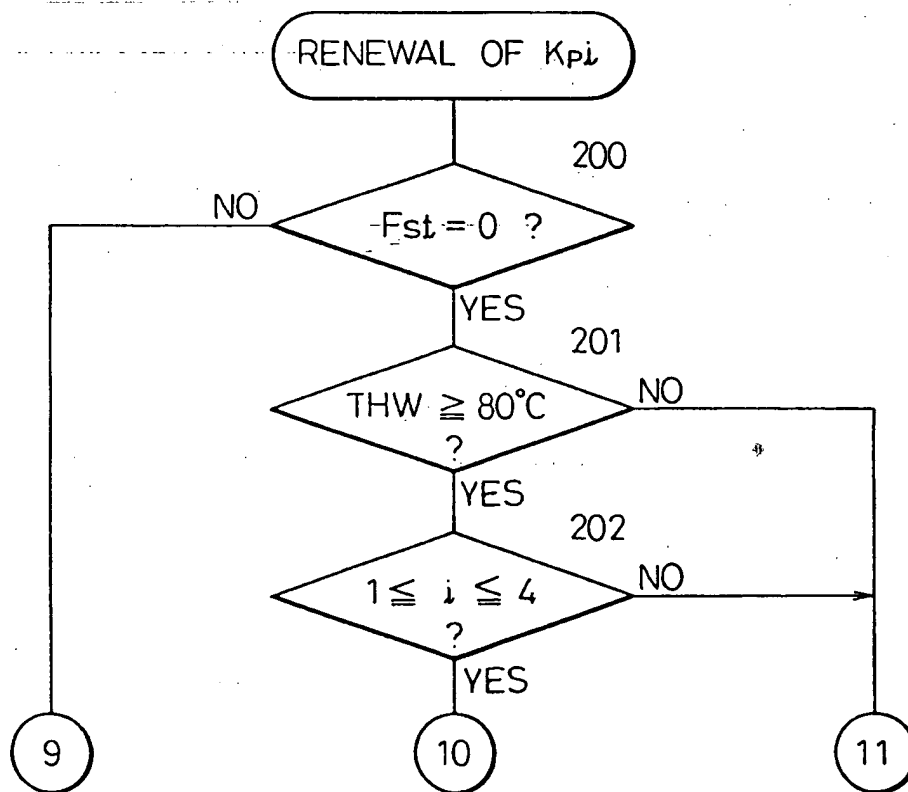 RENEWAL OF Kpi
200
NO
Fst = 0 ?
YES
201
THW ≧ 80°C
?
NO
YES
202
1 ≦ i ≦ 4
?
NO
YES
9
10
11